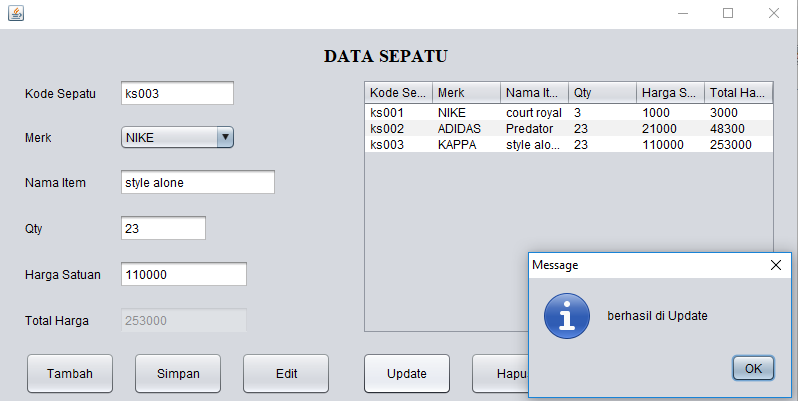 DATA SEPATU
Kode Sepatu ks003
Merk NIKE
Nama Item style alone
Qty 23
Harga Satuan 110000
Total Harga 253000
Kode Se... Merk Nama It... Qty Harga S... Total Ha...
ks001 NIKE court royal 3 1000 3000
ks002 ADIDAS Predator 23 21000 48300
ks003 KAPPA style alo... 23 110000 253000
Message
berhasil di Update
OK
Tambah Simpan Edit Update Hapu